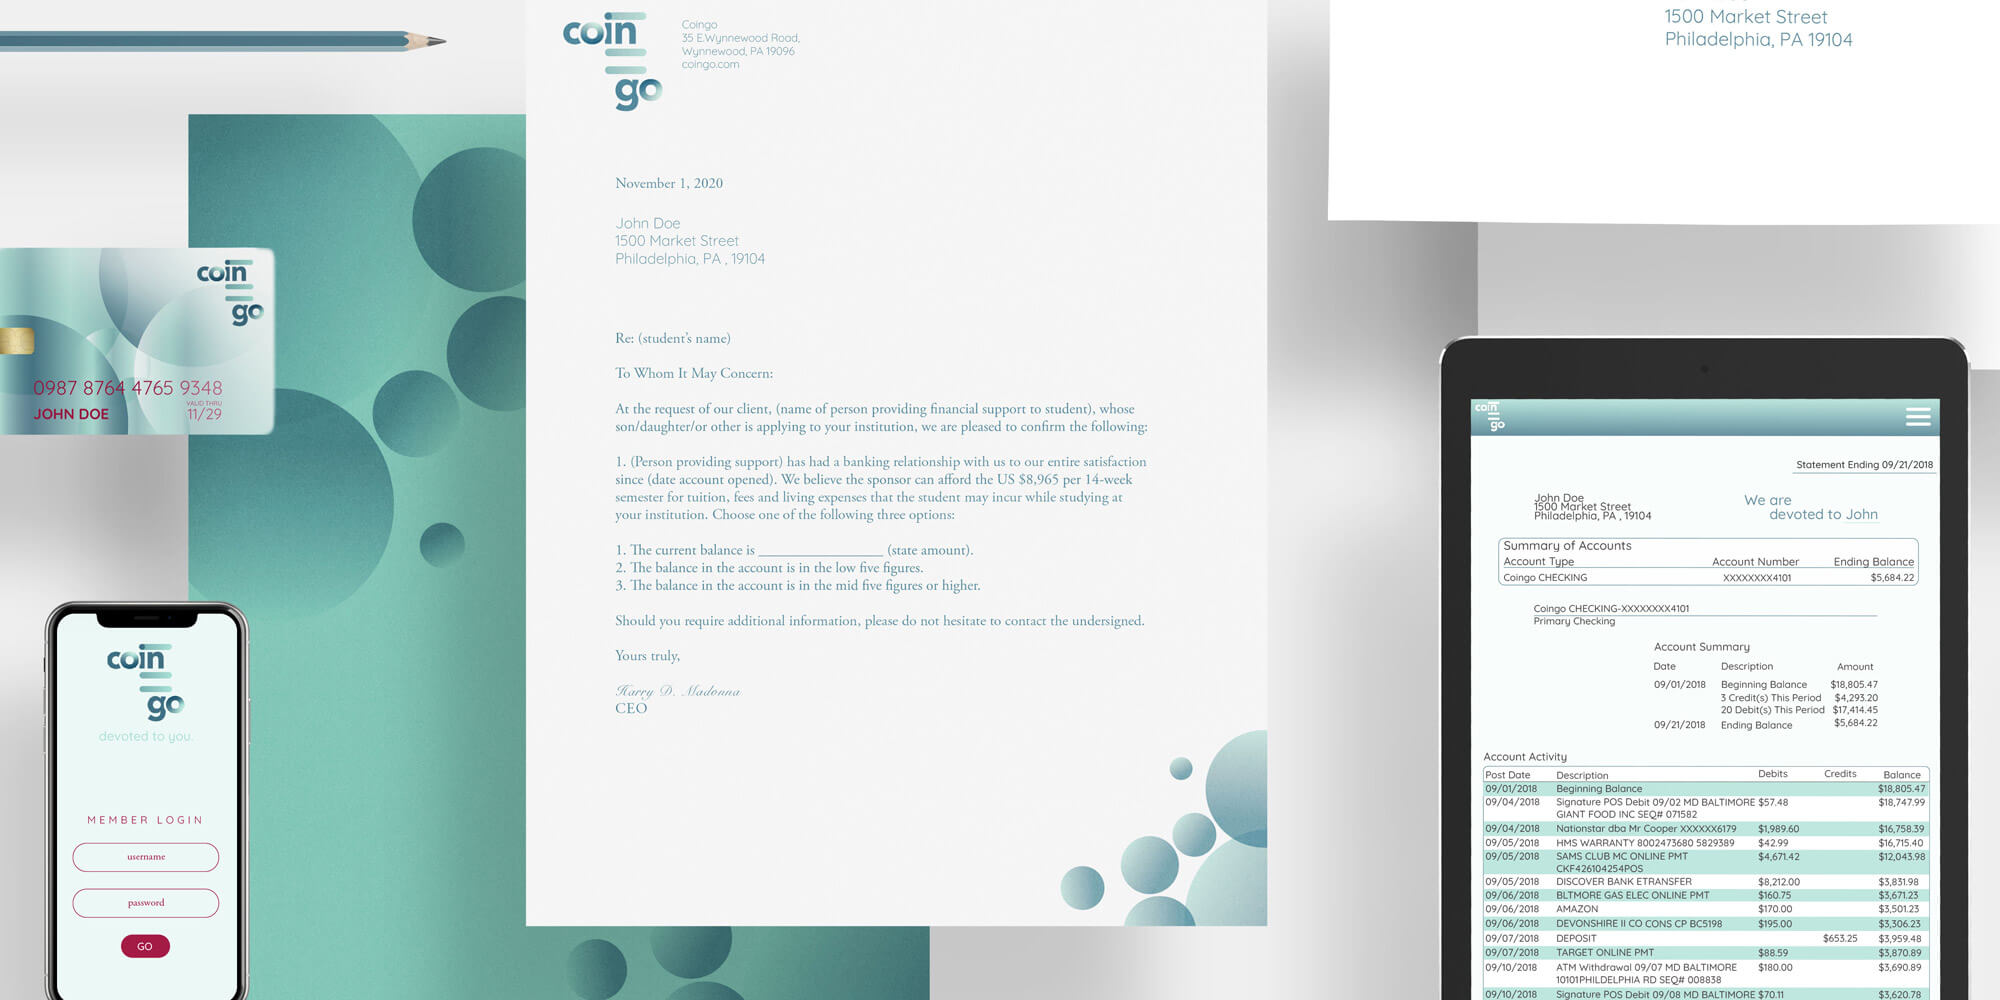 coin
go
Coingo
35 E.Wynnewood Road,
Wynnewood, PA 19096
coingo.com
November 1, 2020
John Doe
1500 Market Street
Philadelphia, PA , 19104
Re: (student's name)
To Whom It May Concern:
At the request of our client, (name of person providing financial support to student), whose
son/daughter/or other is applying to your institution, we are pleased to confirm the following:
1. (Person providing support) has had a banking relationship with us to our entire satisfaction
since (date account opened). We believe the sponsor can afford the US $8,965 per 14-week
semester for tuition, fees and living expenses that the student may incur while studying at
your institution. Choose one of the following three options:
1. The current balance is _________________ (state amount).
2. The balance in the account is in the low five figures.
3. The balance in the account is in the mid five figures or higher.
Should you require additional information, please do not hesitate to contact the undersigned.
Yours truly,
Harry D. Madonna
CEO
1500 Market Street
Philadelphia, PA 19104
coin
go
0987 8764 4765 9348
VALID THRU
JOHN DOE 11/29
coin
go
devoted to you.
MEMBER LOGIN
username
password
GO
coin
go
Statement Ending 09/21/2018
John Doe
1500 Market Street
Philadelphia, PA , 19104
We are
devoted to John
Summary of Accounts
Account Type Account Number Ending Balance
Coingo CHECKING XXXXXXXX4101 $5,684.22
Coingo CHECKING-XXXXXXXX4101
Primary Checking
Account Summary
Date Description Amount
09/01/2018 Beginning Balance $18,805.47
3 Credit(s) This Period $4,293.20
20 Debit(s) This Period $17,414.45
09/21/2018 Ending Balance $5,684.22
Account Activity
Post Date Description Debits Credits Balance
09/01/2018 Beginning Balance $18,805.47
09/04/2018 Signature POS Debit 09/02 MD BALTIMORE $57.48 $18,747.99
GIANT FOOD INC SEQ# 071582
09/04/2018 Nationstar dba Mr Cooper XXXXXX6179 $1,989.60 $16,758.39
09/05/2018 HMS WARRANTY 8002473680 5829389 $42.99 $16,715.40
09/05/2018 SAMS CLUB MC ONLINE PMT $4,671.42 $12,043.98
CKF426104254POS
09/05/2018 DISCOVER BANK ETRANSFER $8,212.00 $3,831.98
09/06/2018 BLTMORE GAS ELEC ONLINE PMT $160.75 $3,671.23
09/06/2018 AMAZON $170.00 $3,501.23
09/06/2018 DEVONSHIRE II CO CONS CP BC5198 $195.00 $3,306.23
09/07/2018 DEPOSIT $653.25 $3,959.48
09/07/2018 TARGET ONLINE PMT $88.59 $3,870.89
09/10/2018 ATM Withdrawal 09/07 MD BALTIMORE $180.00 $3,690.89
10101PHILDELPHIA RD SEQ# 008838
09/10/2018 Signature POS Debit 09/08 MD BALTIMORE $70.11 $3,620.78